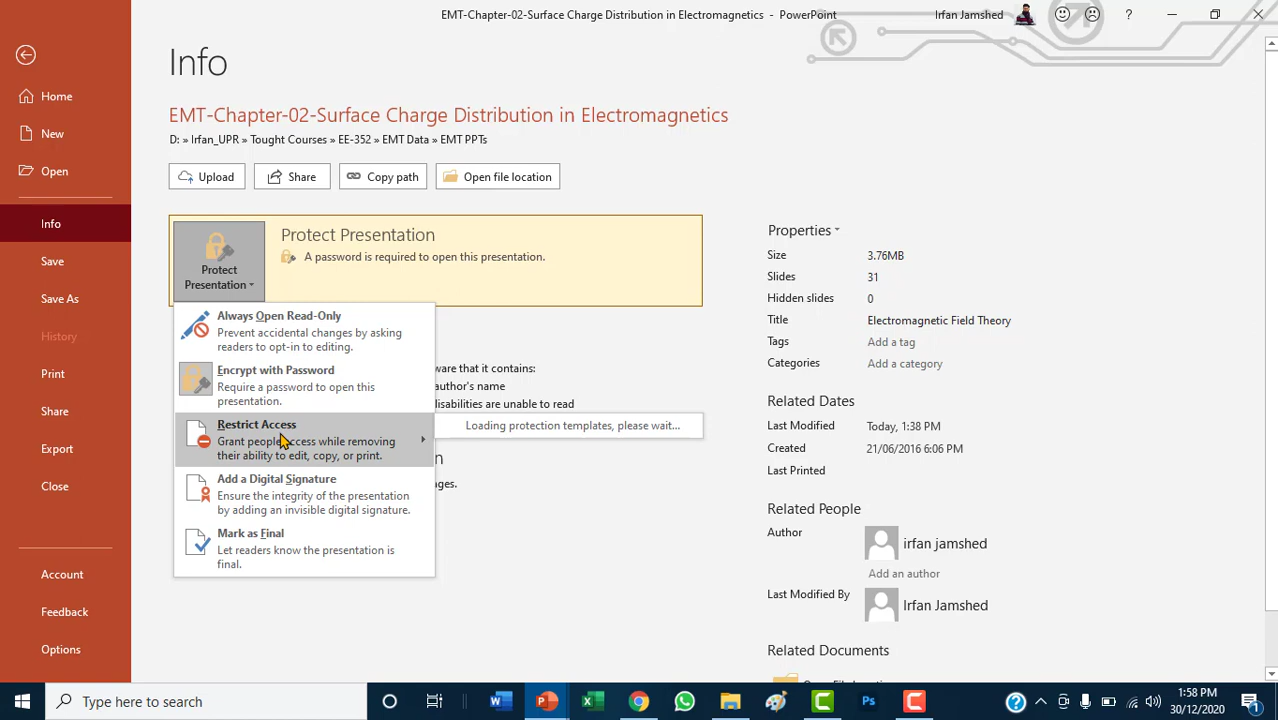 EMT-Chapter-02-Surface Charge Distribution in Electromagnetics - PowerPoint
Irfan Jamshed
?
Info
Home
New
Open
Info
Save
Save As
History
Print
Share
Export
Close
Account
Feedback
Options
EMT-Chapter-02-Surface Charge Distribution in Electromagnetics
D: » Irfan_UPR » Tought Courses » EE-352 » EMT Data » EMT PPTs
Upload
Share
Copy path
Open file location
Protect
Presentation
Protect Presentation
A password is required to open this presentation.
Always Open Read-Only
Prevent accidental changes by asking
readers to opt-in to editing.
Encrypt with Password
Require a password to open this
presentation.
Restrict Access
Grant people access while removing
their ability to edit, copy, or print.
Add a Digital Signature
Ensure the integrity of the presentation
by adding an invisible digital signature.
Mark as Final
Let readers know the presentation is
final.
ware that it contains:
author's name
disabilities are unable to read
Loading protection templates, please wait...
n
ges.
Properties
Size 3.76MB
Slides 31
Hidden slides 0
Title Electromagnetic Field Theory
Tags Add a tag
Categories Add a category
Related Dates
Last Modified Today, 1:38 PM
Created 21/06/2016 6:06 PM
Last Printed
Related People
Author irfan jamshed
Add an author
Last Modified By Irfan Jamshed
Related Documents
Type here to search
1:58 PM
30/12/2020